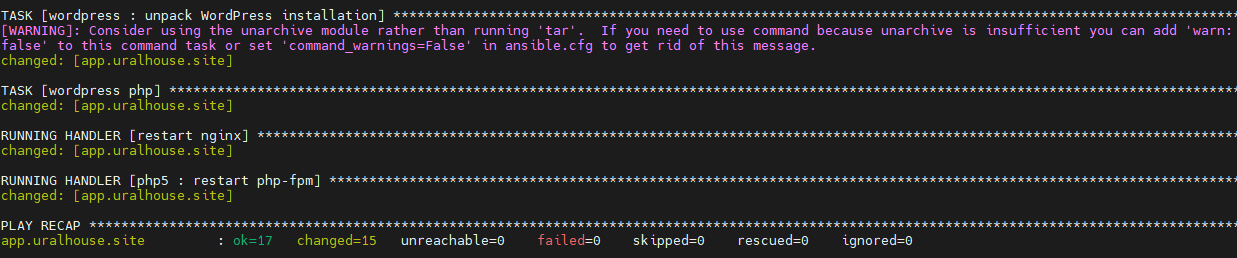 TASK [wordpress : unpack WordPress installation] *********************************************************************************************************
[WARNING]: Consider using the unarchive module rather than running 'tar'.  If you need to use command because unarchive is insufficient you can add 'warn:
false' to this command task or set 'command_warnings=False' in ansible.cfg to get rid of this message.
changed: [app.uralhouse.site]
TASK [wordpress php] *************************************************************************************************************************************
changed: [app.uralhouse.site]
RUNNING HANDLER [restart nginx] **************************************************************************************************************************
changed: [app.uralhouse.site]
RUNNING HANDLER [php5 : restart php-fpm] *****************************************************************************************************************
changed: [app.uralhouse.site]
PLAY RECAP ***********************************************************************************************************************************************
app.uralhouse.site         : ok=17   changed=15   unreachable=0    failed=0    skipped=0    rescued=0    ignored=0